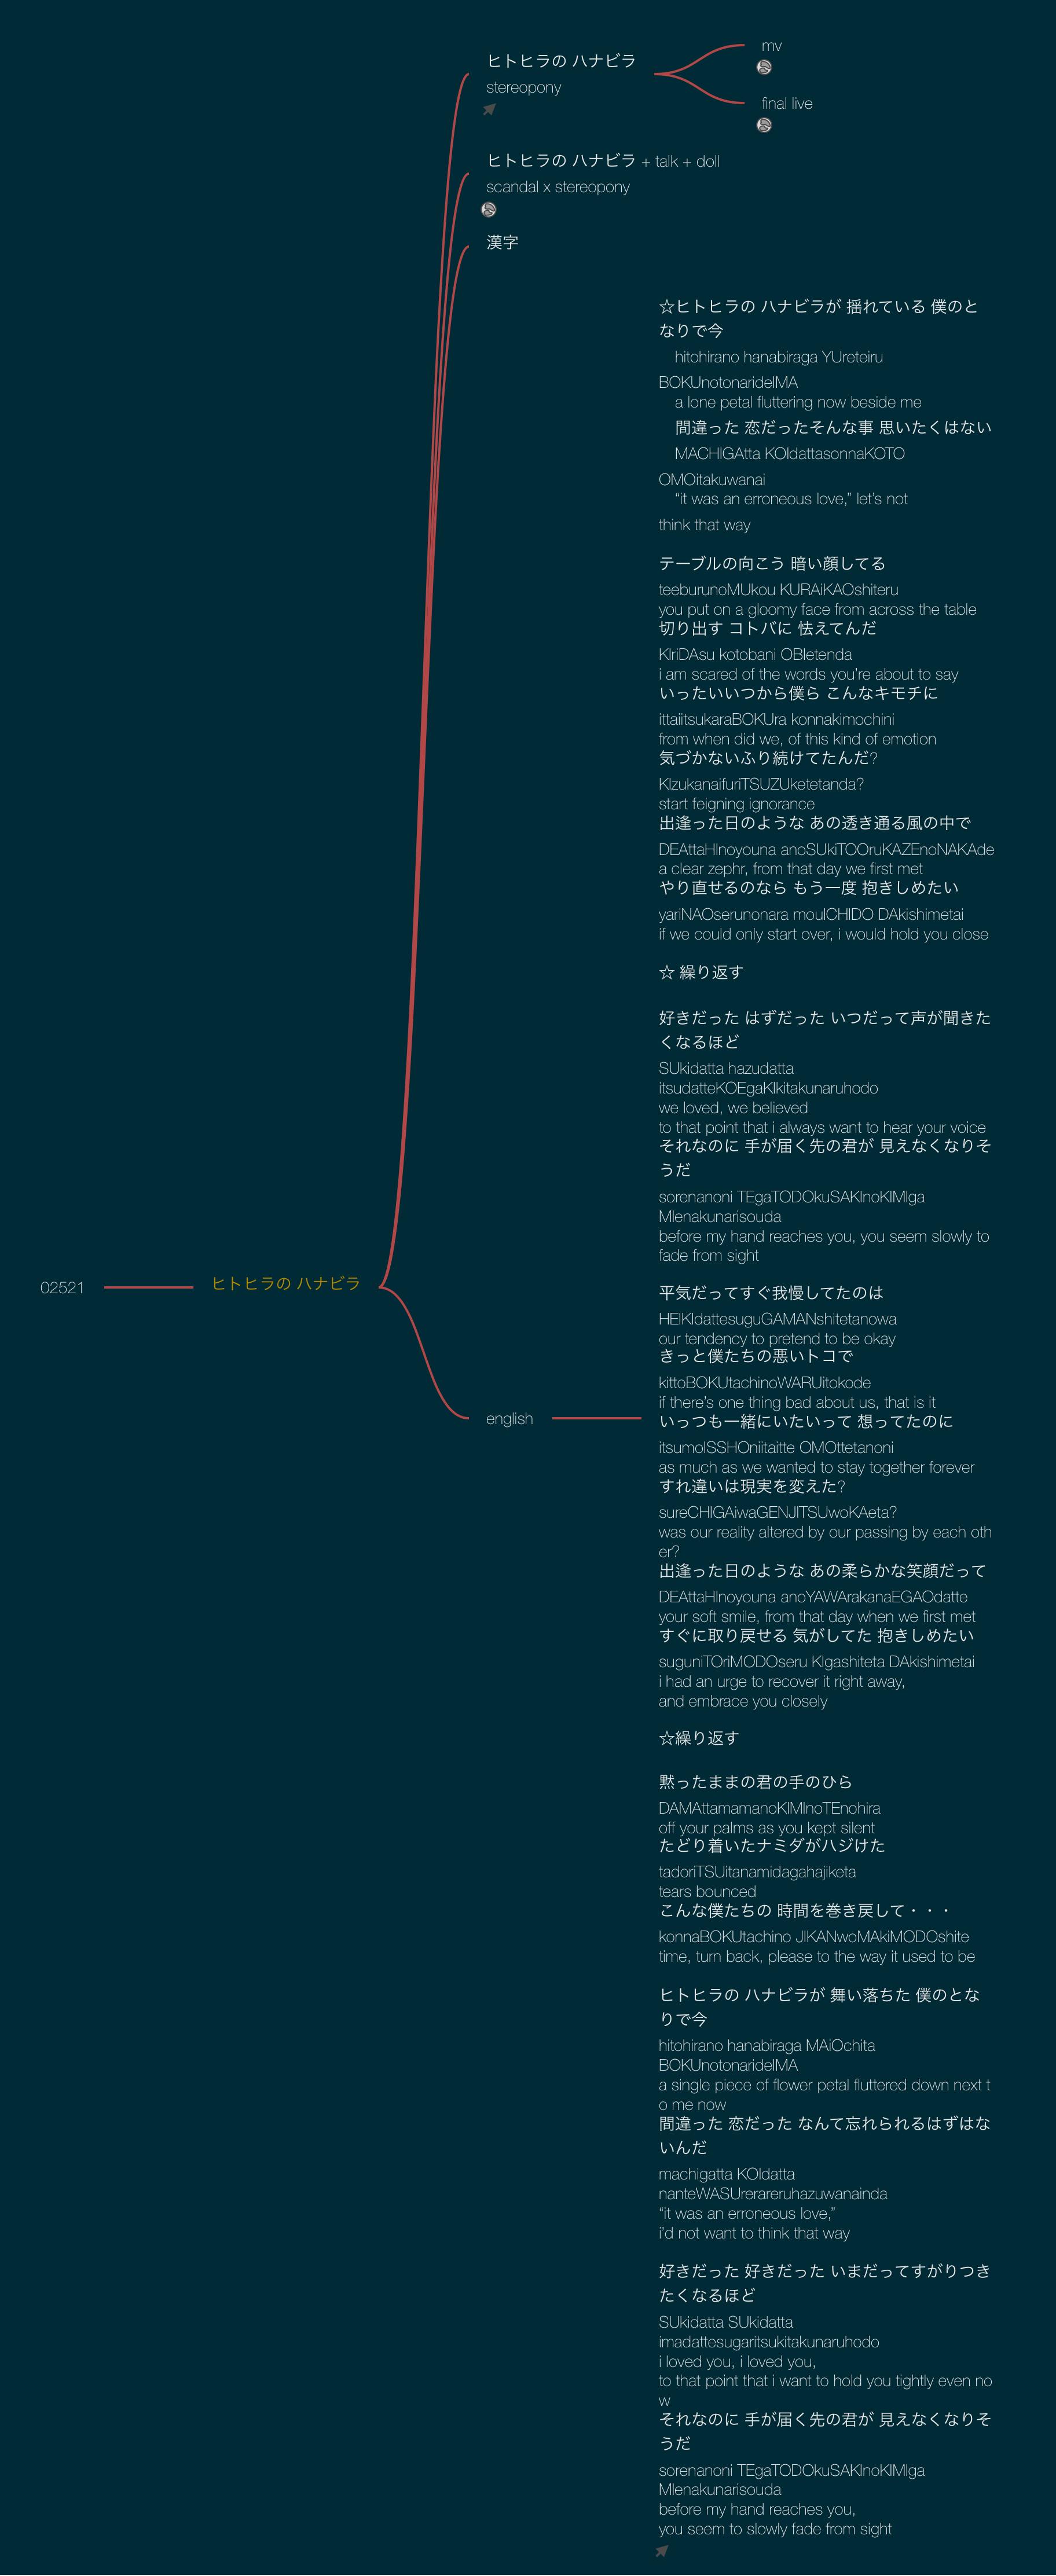 ヒトヒラの ハナビラ
stereopony
mv
final live
ヒトヒラの ハナビラ + talk + doll
scandal x stereopony
漢字
02521
ヒトヒラの ハナビラ
english
☆ヒトヒラの ハナビラが 揺れている 僕のと
なりで今
hitohirano hanabiraga YUreteiru
BOKUnotonarideIMA
a lone petal fluttering now beside me
間違った 恋だったそんな事 思いたくはない
MACHIGAtta KOIdattasonnaKOTO
OMOitakuwanai
“it was an erroneous love,” let’s not
think that way
テーブルの向こう 暗い顔してる
teeburunoMUkou KURAiKAOshiteru
you put on a gloomy face from across the table
切り出す コトバに 怯えてんだ
KIriDAsu kotobani OBIetenda
i am scared of the words you’re about to say
いったいいつから僕ら こんなキモチに
ittaiitsukaraBOKUra konnakimochini
from when did we, of this kind of emotion
気づかないふり続けてたんだ?
KIzukanaifuriTSUZUketetanda?
start feigning ignorance
出逢った日のような あの透き通る風の中で
DEAttaHInoyouna anoSUkiTOOruKAZEnoNAKAde
a clear zephr, from that day we first met
やり直せるのなら もう一度 抱きしめたい
yariNAOserunonara mouICHIDO DAkishimetai
if we could only start over, i would hold you close
☆ 繰り返す
好きだった はずだった いつだって声が聞きた
くなるほど
SUkidatta hazudatta
itsudatteKOEgaKIkitakunaruhodo
we loved, we believed
to that point that i always want to hear your voice
それなのに 手が届く先の君が 見えなくなりそ
うだ
sorenanoni TEgaTODOkuSAKInoKIMIga
MIenakunarisouda
before my hand reaches you, you seem slowly to
fade from sight
平気だってすぐ我慢してたのは
HEIKIdattesuguGAMANshitetanowa
our tendency to pretend to be okay
きっと僕たちの悪いトコで
kittoBOKUtachinoWARUitokode
if there’s one thing bad about us, that is it
いっつも一緒にいたいって 想ってたのに
itsumoISSHOniitaitte OMOttetanoni
as much as we wanted to stay together forever
すれ違いは現実を変えた?
sureCHIGAiwaGENJITSUwoKAeta?
was our reality altered by our passing by each oth
er?
出逢った日のような あの柔らかな笑顔だって
DEAttaHInoyouna anoYAWArakanaEGAOdatte
your soft smile, from that day when we first met
すぐに取り戻せる 気がしてた 抱きしめたい
suguniTOriMODOseru KIgashiteta DAkishimetai
i had an urge to recover it right away,
and embrace you closely
☆繰り返す
黙ったままの君の手のひら
DAMAttamamanoKIMInoTEnohira
off your palms as you kept silent
たどり着いたナミダがハジけた
tadoriTSUitanamidagahajiketa
tears bounced
こんな僕たちの 時間を巻き戻して・・・
konnaBOKUtachino JIKANwoMAkiMODOshite
time, turn back, please to the way it used to be
ヒトヒラの ハナビラが 舞い落ちた 僕のとな
りで今
hitohirano hanabiraga MAiOchita
BOKUnotonarideIMA
a single piece of flower petal fluttered down next t
o me now
間違った 恋だった なんて忘れられるはずはな
いんだ
machigatta KOIdatta
nanteWASUrerareruhazuwanainda
“it was an erroneous love,”
i’d not want to think that way
好きだった 好きだった いまだってすがりつき
たくなるほど
SUkidatta SUkidatta
imadattesugaritsukitakunaruhodo
i loved you, i loved you,
to that point that i want to hold you tightly even no
w
それなのに 手が届く先の君が 見えなくなりそ
うだ
sorenanoni TEgaTODOkuSAKInoKIMIga
MIenakunarisouda
before my hand reaches you,
you seem to slowly fade from sight